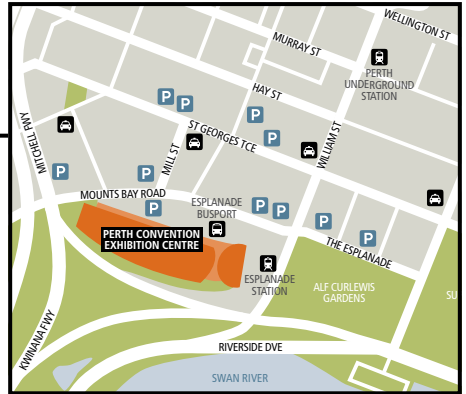 WELLINGTON ST
MURRAY ST
PERTH
UNDERGROUND
STATION
HAY ST
P
P
P
ST GEORGES TCE
P
WILLIAM ST
MITCHELL FWY
MILL ST
P
P
MOUNTS BAY ROAD
P
ESPLANADE
BUSPORT
P
P
P
P
PERTH CONVENTION
EXHIBITION CENTRE
THE ESPLANADE
ESPLANADE
STATION
ALF CURLEWIS
GARDENS
SU
KWINANA FWY
RIVERSIDE DVE
SWAN RIVER